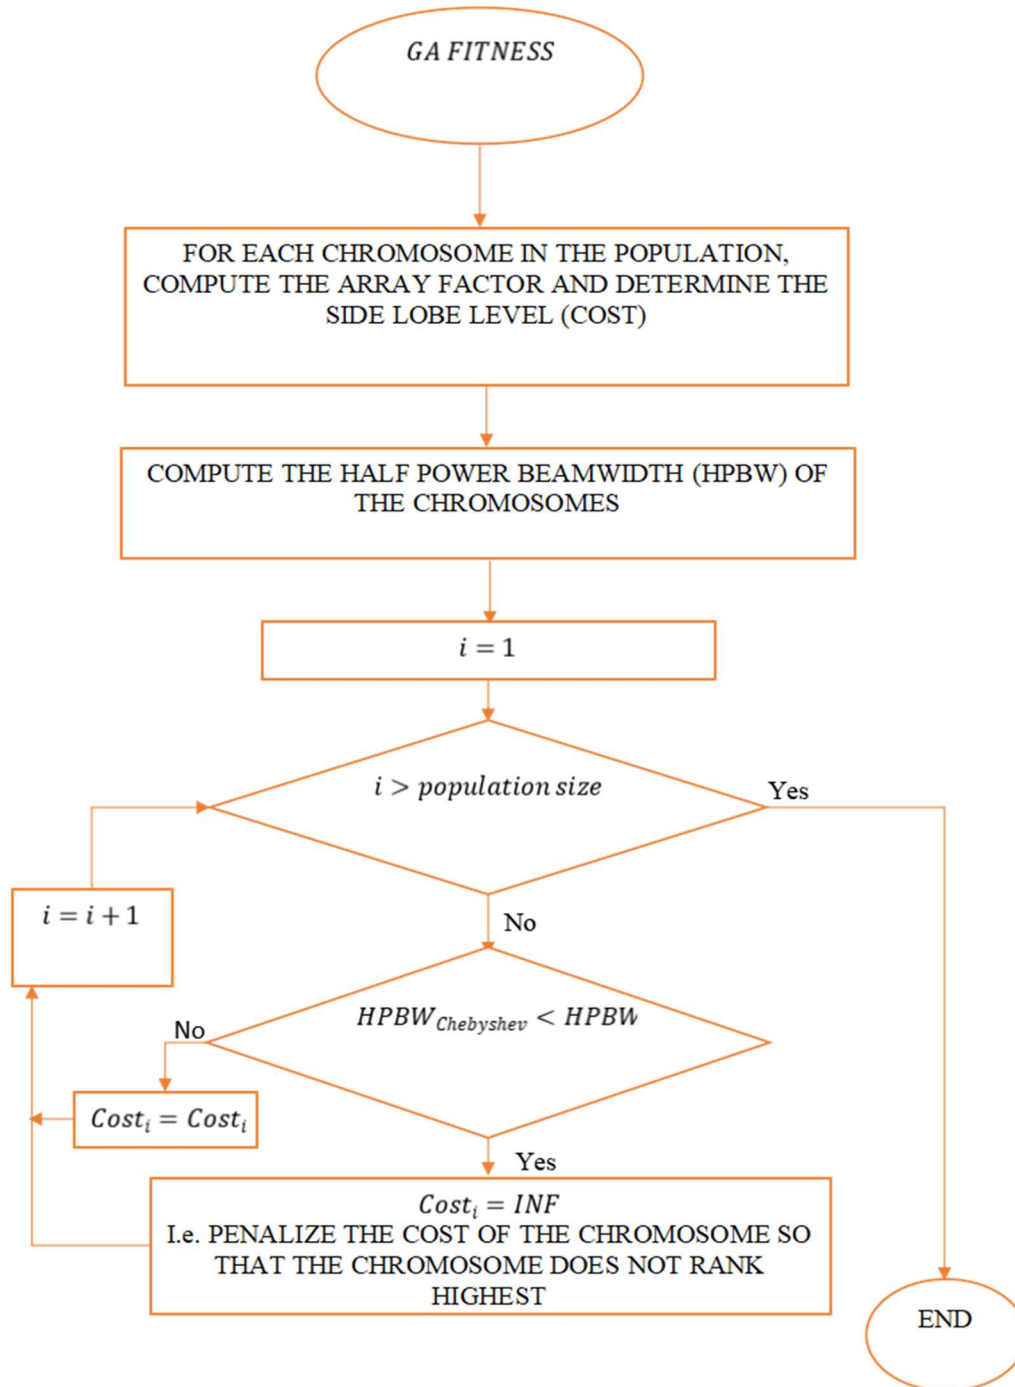 GA FITNESS
FOR EACH CHROMOSOME IN THE POPULATION,
COMPUTE THE ARRAY FACTOR AND DETERMINE THE
SIDE LOBE LEVEL (COST)
COMPUTE THE HALF POWER BEAMWIDTH (HPBW) OF
THE CHROMOSOMES
i = 1
i > population size
Yes
i = i + 1
No
HPBW_Chebyshev < HPBW
No
Cost_i = Cost_i
Yes
Cost_i = INF
I.e. PENALIZE THE COST OF THE CHROMOSOME SO
THAT THE CHROMOSOME DOES NOT RANK
HIGHEST
END